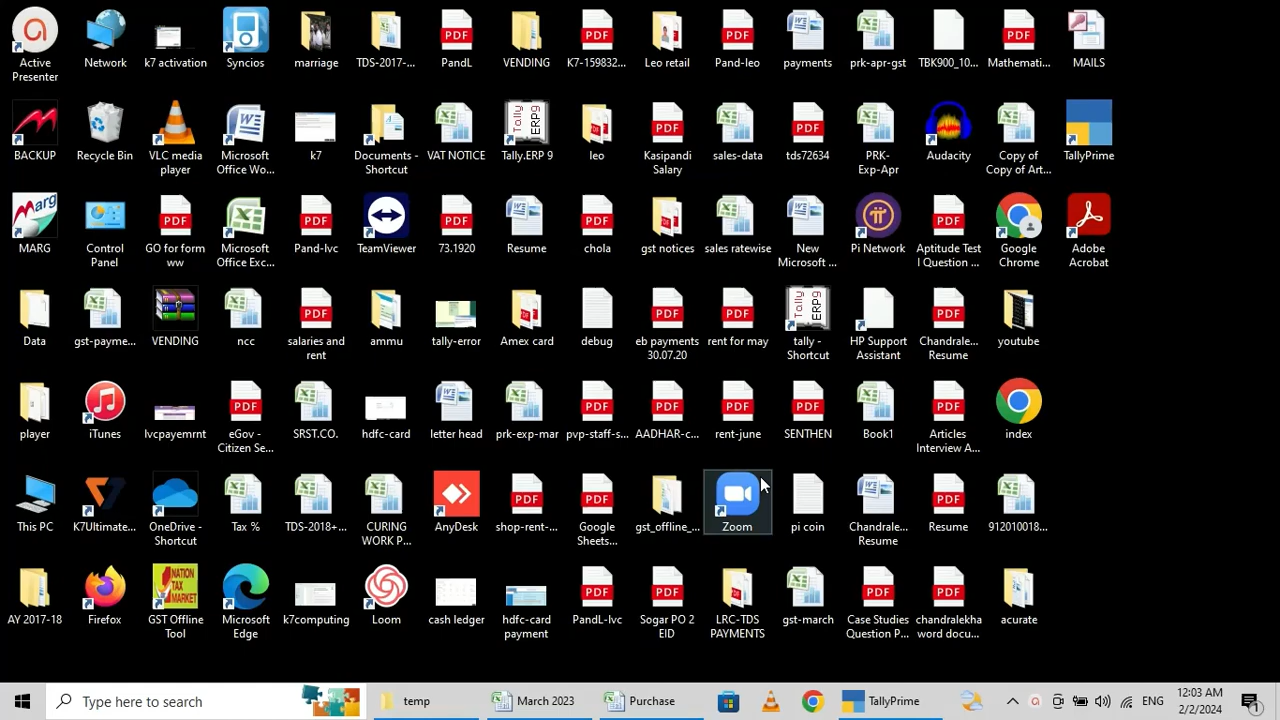 Active
Presenter
Network
k7 activation
Syncios
marriage
TDS-2017-...
PandL
VENDING
K7-159832...
Leo retail
Pand-leo
payments
prk-apr-gst
TBK900_10...
Mathemati...
MAILS
BACKUP
Recycle Bin
VLC media
player
Microsoft
Office Wo...
k7
Documents -
Shortcut
VAT NOTICE
Tally.ERP 9
leo
Kasipandi
Salary
sales-data
tds72634
PRK-
Exp-Apr
Audacity
Copy of
Copy of Art...
TallyPrime
MARG
Control
Panel
GO for form
ww
Microsoft
Office Exc...
Pand-lvc
TeamViewer
73.1920
Resume
chola
gst notices
sales ratewise
New
Microsoft ...
Pi Network
Aptitude Test
I Question ...
Google
Chrome
Adobe
Acrobat
Data
gst-payme...
VENDING
ncc
salaries and
rent
ammu
tally-error
Amex card
debug
eb payments
30.07.20
rent for may
tally -
Shortcut
HP Support
Assistant
Chandrale...
Resume
youtube
player
iTunes
lvcpayemrnt
eGov -
Citizen Se...
SRST.CO.
hdfc-card
letter head
prk-exp-mar
pvp-staff-s...
AADHAR-c...
rent-june
SENTHEN
Book1
Articles
Interview A...
index
This PC
K7Ultimate...
OneDrive -
Shortcut
Tax %
TDS-2018+...
CURING
WORK P...
AnyDesk
shop-rent-...
Google
Sheets...
gst_offline_...
Zoom
pi coin
Chandrale...
Resume
Resume
912010018...
AY 2017-18
Firefox
GST Offline
Tool
Microsoft
Edge
k7computing
Loom
cash ledger
hdfc-card
payment
PandL-lvc
Sogar PO 2
EID
LRC-TDS
PAYMENTS
gst-march
Case Studies
Question P...
chandralekha
word docu...
acurate
Type here to search
temp
March 2023
Purchase
TallyPrime
ENG
12:03 AM
2/2/2024